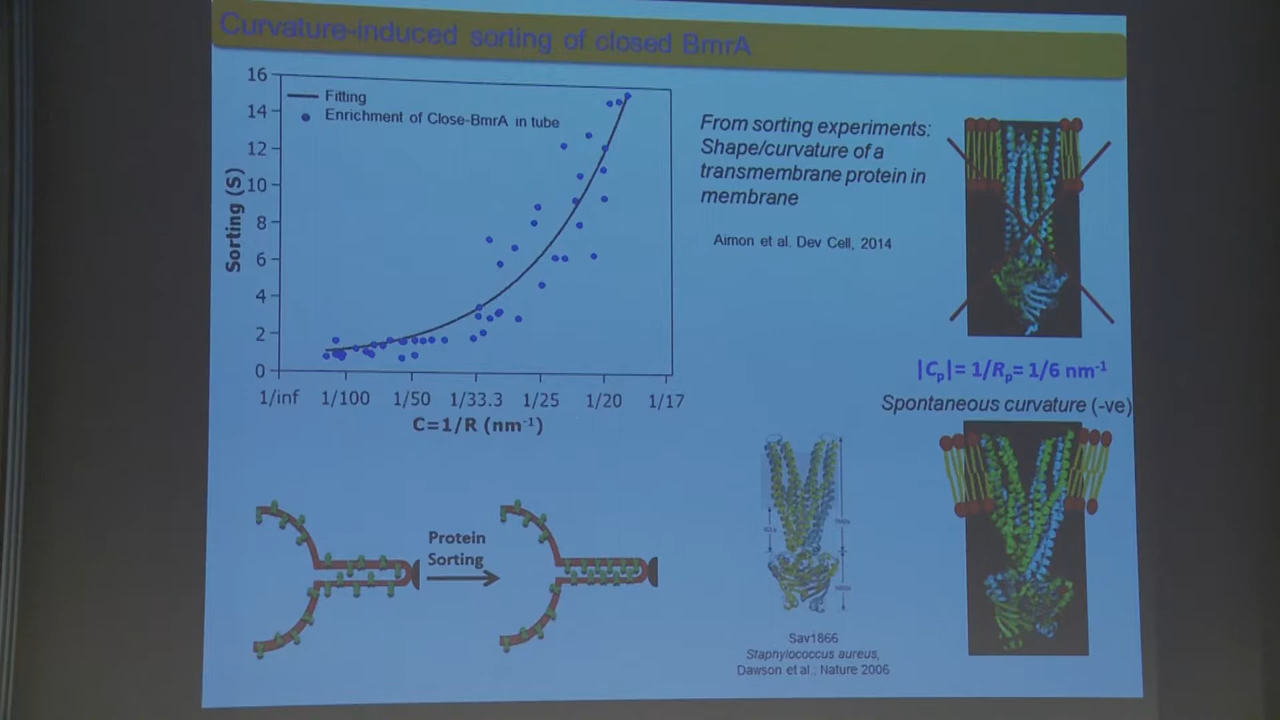 Curvature-induced sorting of closed BmrA
16
14
12
10
8
6
4
2
0
Sorting (S)
Fitting
Enrichment of Close-BmrA in tube
1/inf 1/100 1/50 1/33.3 1/25 1/20 1/17
C=1/R (nm⁻¹)
From sorting experiments:
Shape/curvature of a
transmembrane protein in
membrane
Aimon et al. Dev Cell, 2014
|Cₚ|= 1/Rₚ= 1/6 nm⁻¹
Spontaneous curvature (-ve)
Protein
Sorting
Sav1866
Staphylococcus aureus,
Dawson et al., Nature 2006